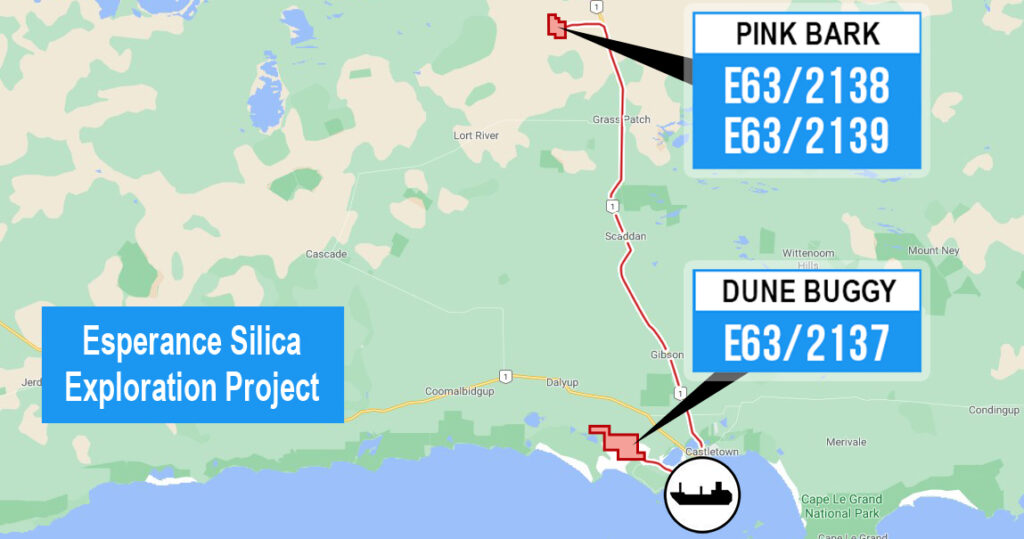 1
PINK BARK
E63/2138
E63/2139
Grass Patch
Lort River
1
Scaddan
Cascade
Wittenoom
Hills
Mount Ney
DUNE BUGGY
E63/2137
Esperance Silica
Exploration Project
Gibson
Jerd
1
Dalyup
Coomalbidgup
1
Condingup
Merivale
Castletown
Cape Le Grand
National Park
Cape Le Grand